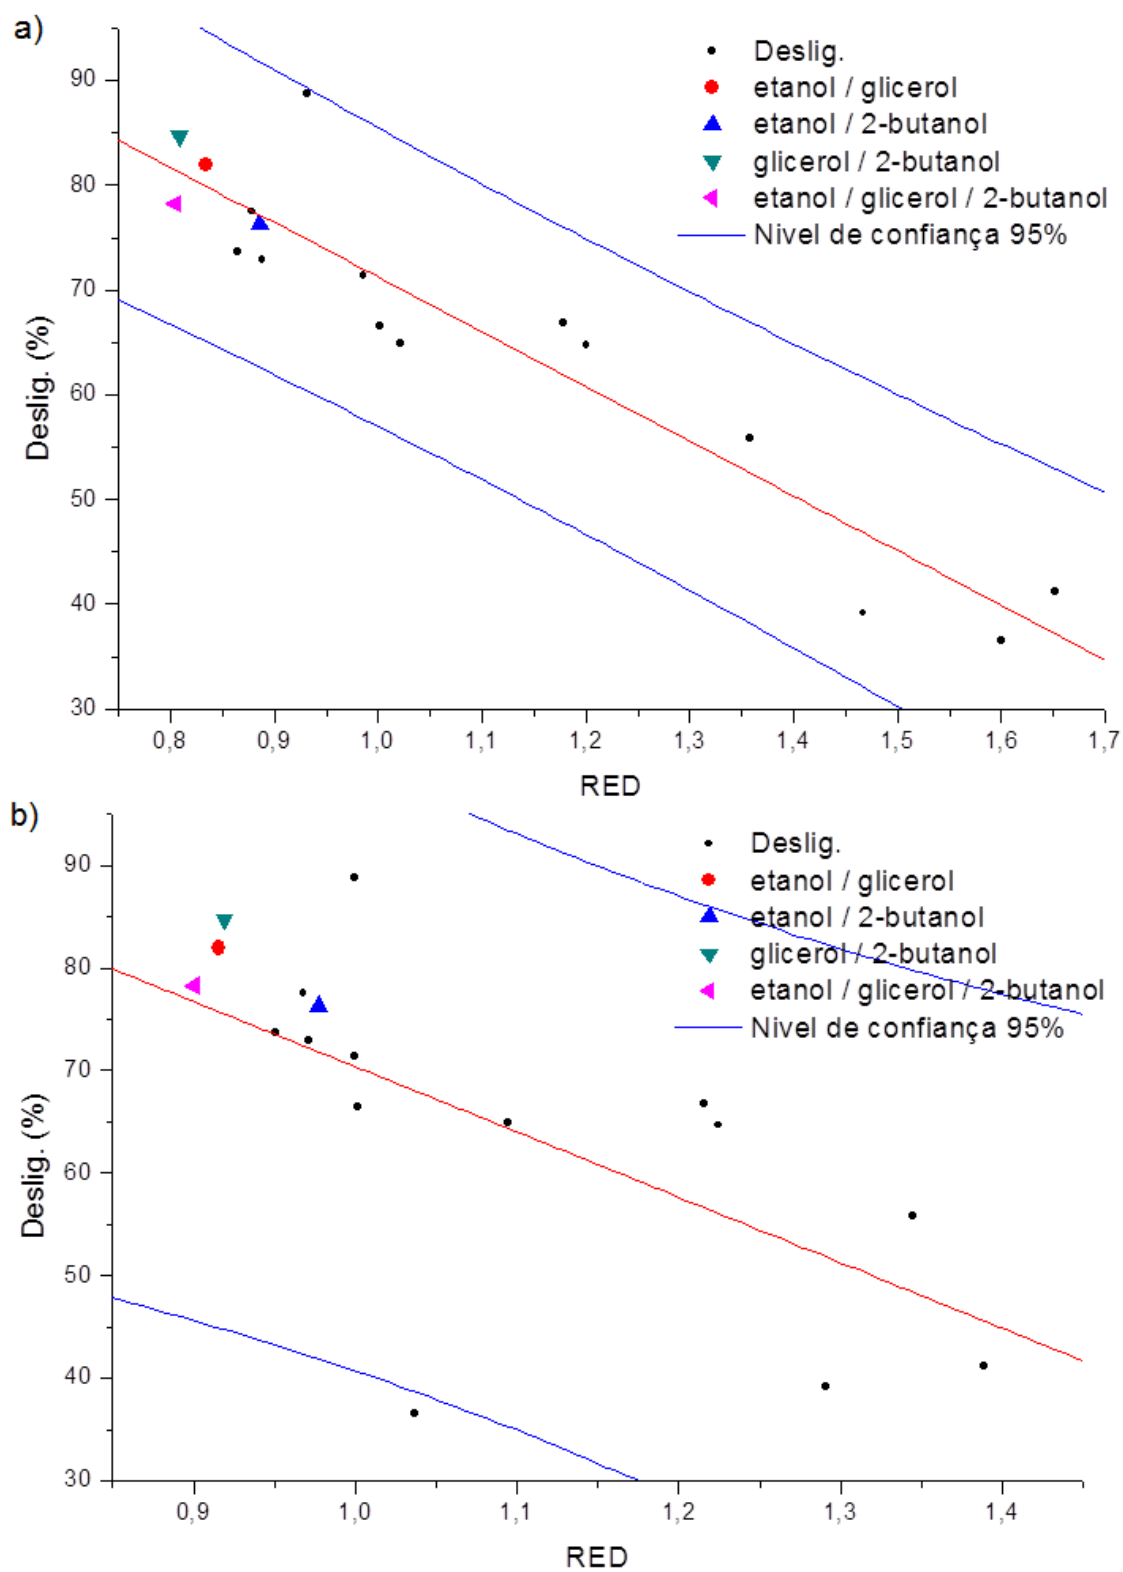 a)
Deslig.
etanol / glicerol
etanol / 2-butanol
glicerol / 2-butanol
etanol / glicerol / 2-butanol
Nivel de confiança 95%
90
80
70
60
50
40
30
Deslig. (%)
0,8 0,9 1,0 1,1 1,2 1,3 1,4 1,5 1,6 1,7
RED
b)
Deslig.
etanol / glicerol
etanol / 2-butanol
glicerol / 2-butanol
etanol / glicerol / 2-butanol
Nivel de confiança 95%
90
80
70
60
50
40
30
Deslig. (%)
0,9 1,0 1,1 1,2 1,3 1,4
RED